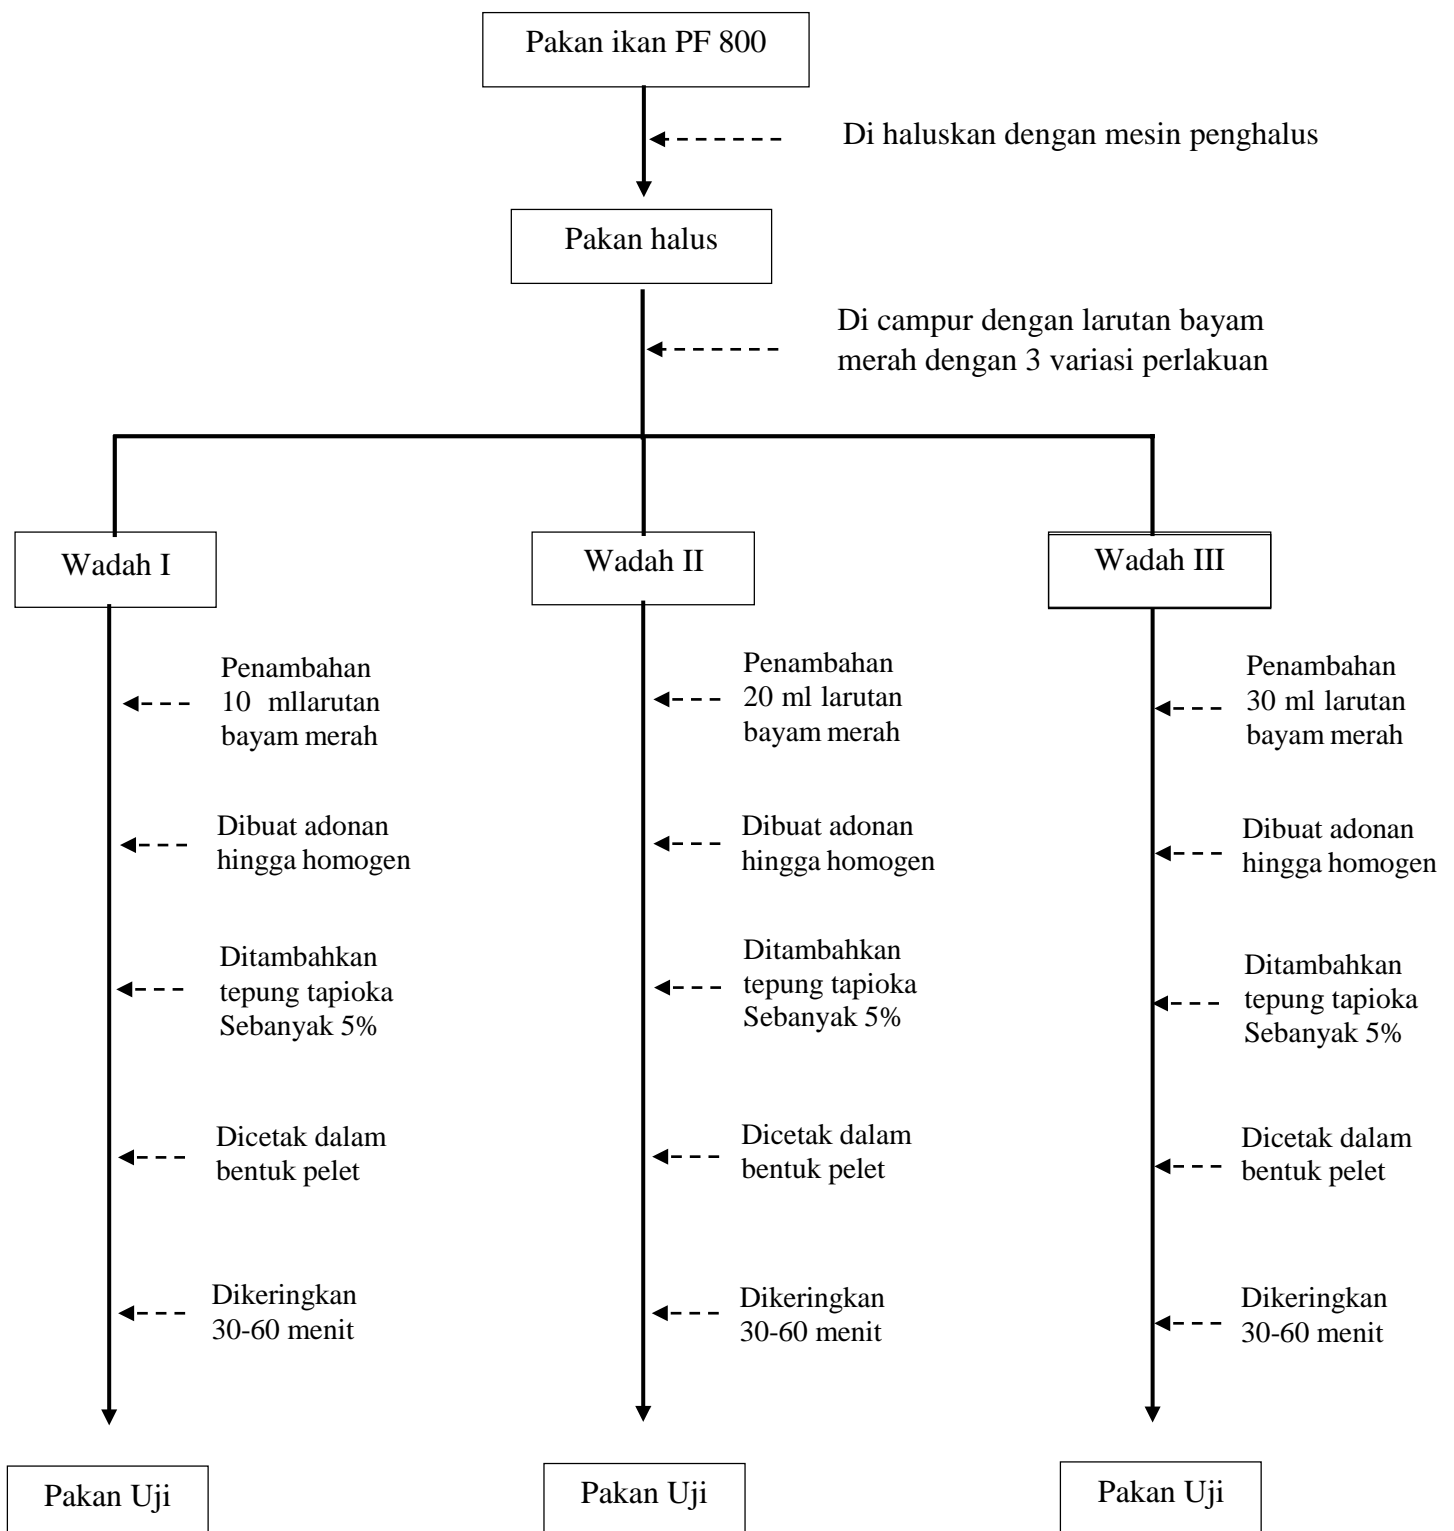 Pakan ikan PF 800
Di haluskan dengan mesin penghalus
Pakan halus
Di campur dengan larutan bayam
merah dengan 3 variasi perlakuan
Wadah I
Wadah II
Wadah III
Penambahan
10 mllarutan
bayam merah
Penambahan
20 ml larutan
bayam merah
Penambahan
30 ml larutan
bayam merah
Dibuat adonan
hingga homogen
Dibuat adonan
hingga homogen
Dibuat adonan
hingga homogen
Ditambahkan
tepung tapioka
Sebanyak 5%
Ditambahkan
tepung tapioka
Sebanyak 5%
Ditambahkan
tepung tapioka
Sebanyak 5%
Dicetak dalam
bentuk pelet
Dicetak dalam
bentuk pelet
Dicetak dalam
bentuk pelet
Dikeringkan
30-60 menit
Dikeringkan
30-60 menit
Dikeringkan
30-60 menit
Pakan Uji
Pakan Uji
Pakan Uji